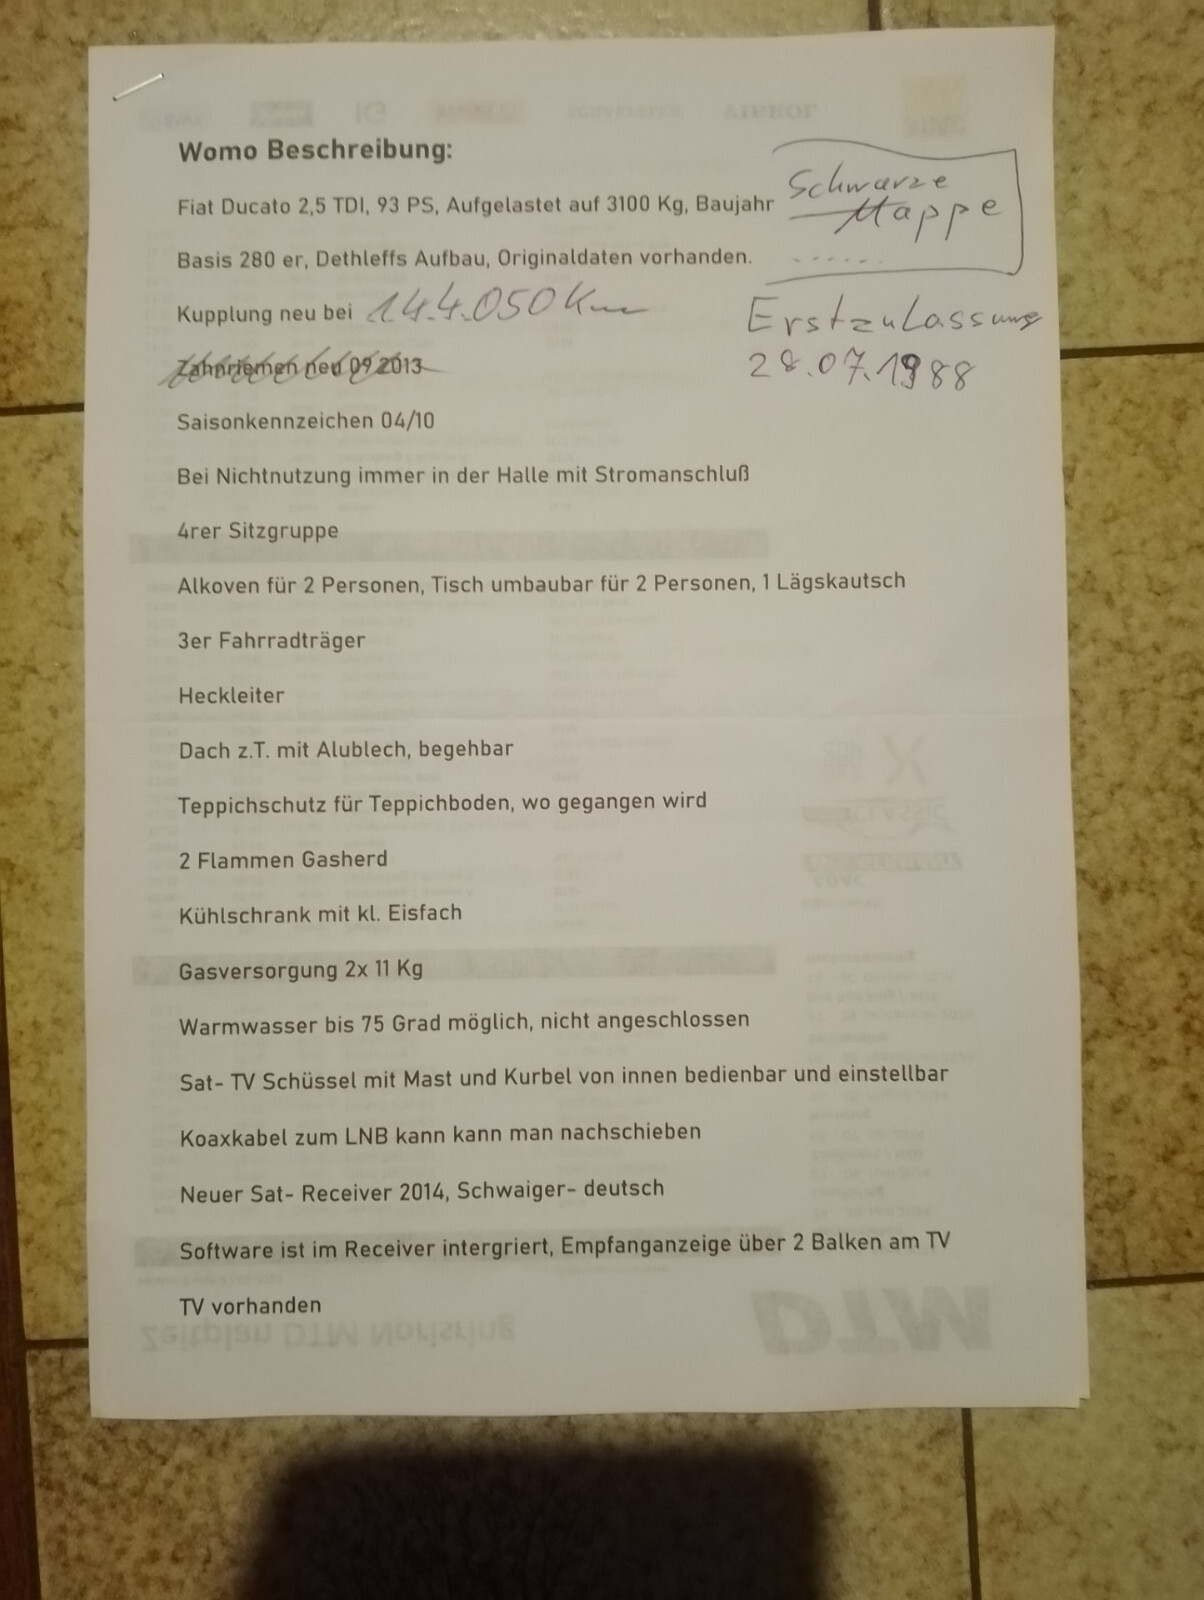 Womo Beschreibung:
Schwarze
Mappe
Fiat Ducato 2,5 TDI, 93 PS, Aufgelastet auf 3100 Kg, Baujahr
Basis 280 er, Dethleffs Aufbau, Originaldaten vorhanden.
Kupplung neu bei 144.050 Km
Erstzulassung
28.07.1988
Zahnriemen neu 09 2013
Saisonkennzeichen 04/10
Bei Nichtnutzung immer in der Halle mit Stromanschluß
4rer Sitzgruppe
Alkoven für 2 Personen, Tisch umbaubar für 2 Personen, 1 Lägskautsch
3er Fahrradträger
Heckleiter
Dach z.T. mit Alublech, begehbar
Teppichschutz für Teppichboden, wo gegangen wird
2 Flammen Gasherd
Kühlschrank mit kl. Eisfach
Gasversorgung 2x 11 Kg
Warmwasser bis 75 Grad möglich, nicht angeschlossen
Sat- TV Schüssel mit Mast und Kurbel von innen bedienbar und einstellbar
Koaxkabel zum LNB kann kann man nachschieben
Neuer Sat- Receiver 2014, Schwaiger- deutsch
Software ist im Receiver intergriert, Empfanganzeige über 2 Balken am TV
TV vorhanden
Zeitplan DTM Norisring
DTM